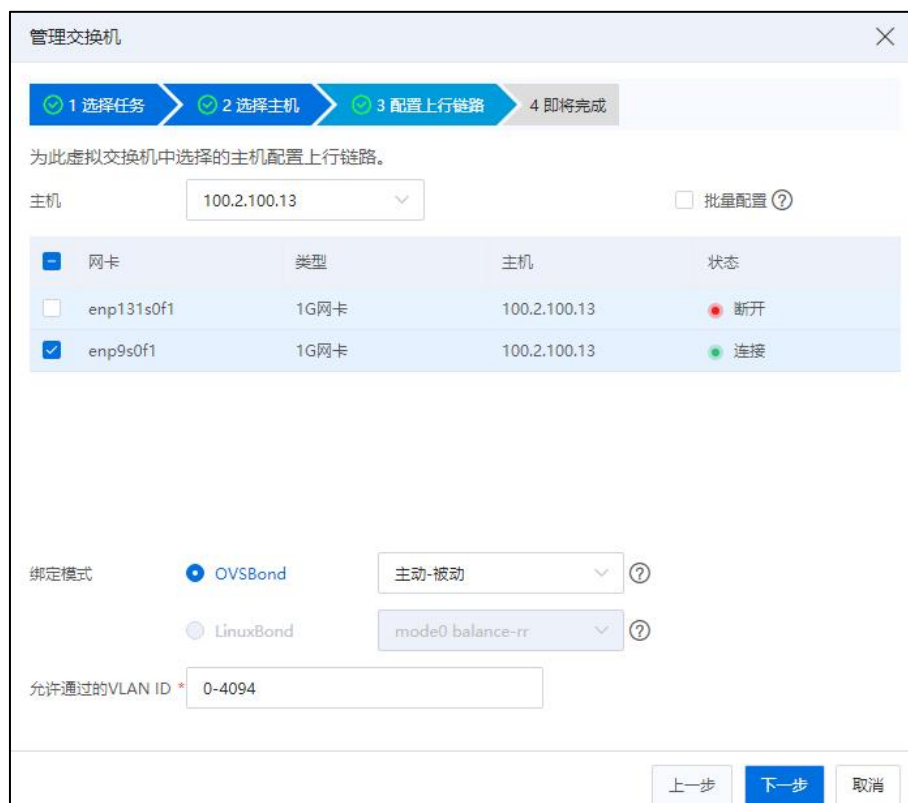 管理交换机
1 选择任务 2 选择主机 3 配置上行链路 4 即将完成
为此虚拟交换机中选择的主机配置上行链路。
主机 100.2.100.13 批量配置 ?
网卡 类型 主机 状态
enp131s0f1 1G网卡 100.2.100.13 断开
enp9s0f1 1G网卡 100.2.100.13 连接
绑定模式 OVSBond 主动-被动 ?
LinuxBond mode0 balance-rr ?
允许通过的VLAN ID * 0-4094
上一步 下一步 取消